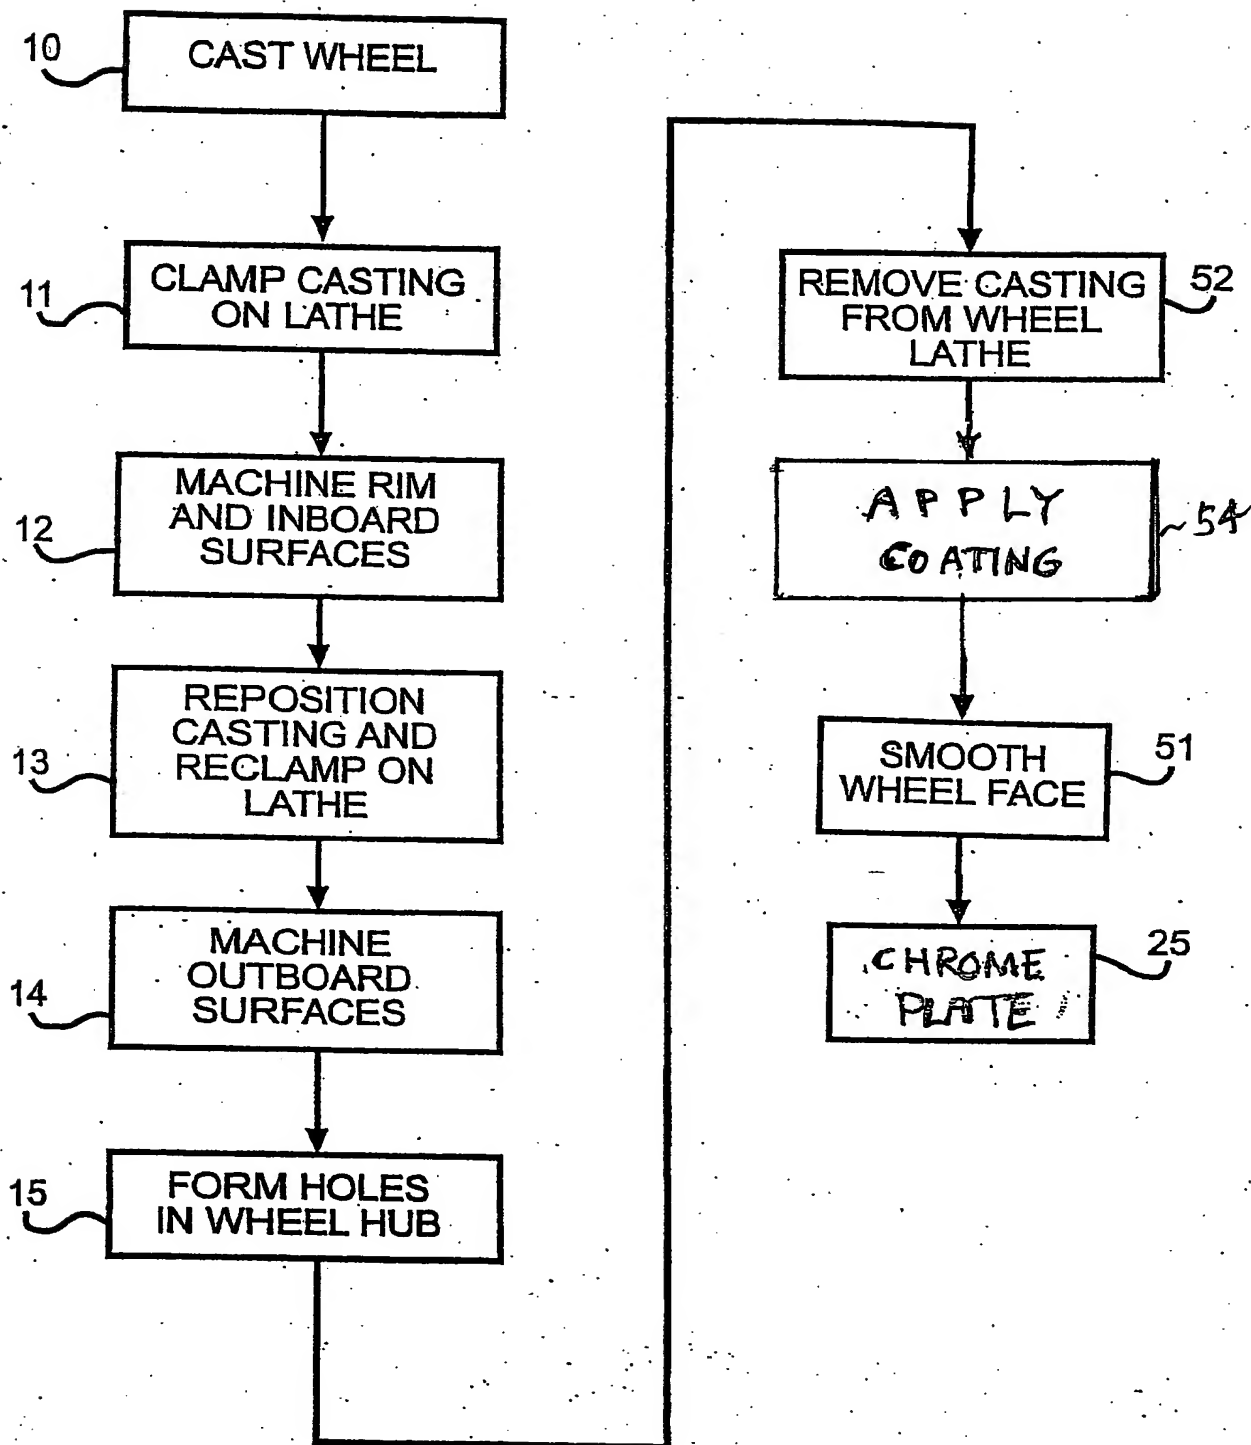 10
CAST WHEEL
11
CLAMP CASTING
ON LATHE
12
MACHINE RIM
AND INBOARD
SURFACES
13
REPOSITION
CASTING AND
RECLAMP ON
LATHE
14
MACHINE
OUTBOARD
SURFACES
15
FORM HOLES
IN WHEEL HUB
52
REMOVE CASTING
FROM WHEEL
LATHE
54
APPLY
COATING
51
SMOOTH
WHEEL FACE
25
CHROME
PLATE